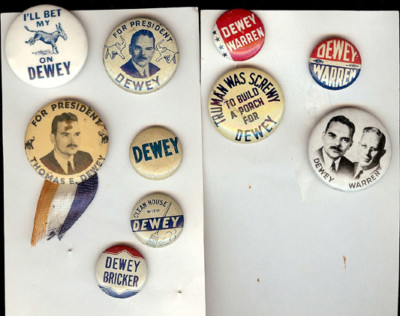 I'LL BET
MY
ON
DEWEY
FOR PRESIDENT
DEWEY
FOR PRESIDENT
THOMAS E. DEWEY
DEWEY
CLEAN HOUSE
WITH
DEWEY
DEWEY
BRICKER
DEWEY
WARREN
DEWEY
WARREN
TRUMAN WAS SCREWY
TO BUILD
A PORCH
FOR
DEWEY
DEWEY WARREN